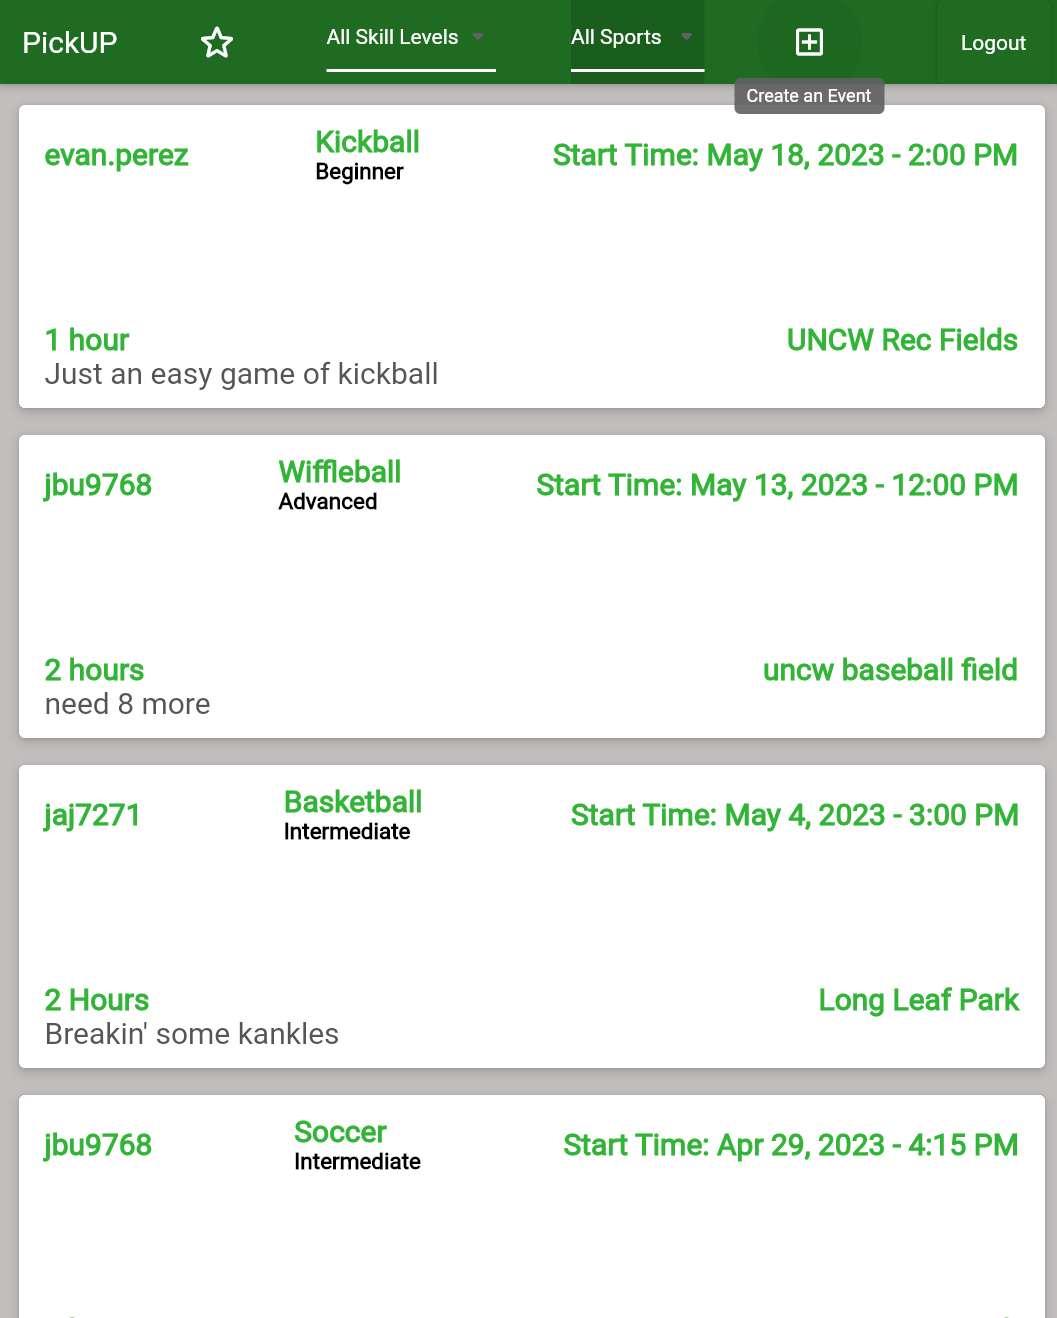 PickUP All Skill Levels All Sports Logout
Create an Event
evan.perez Kickball Start Time: May 18, 2023 - 2:00 PM
Beginner
1 hour UNCW Rec Fields
Just an easy game of kickball
jbu9768 Wiffleball Start Time: May 13, 2023 - 12:00 PM
Advanced
2 hours uncw baseball field
need 8 more
jaj7271 Basketball Start Time: May 4, 2023 - 3:00 PM
Intermediate
2 Hours Long Leaf Park
Breakin' some kankles
jbu9768 Soccer Start Time: Apr 29, 2023 - 4:15 PM
Intermediate